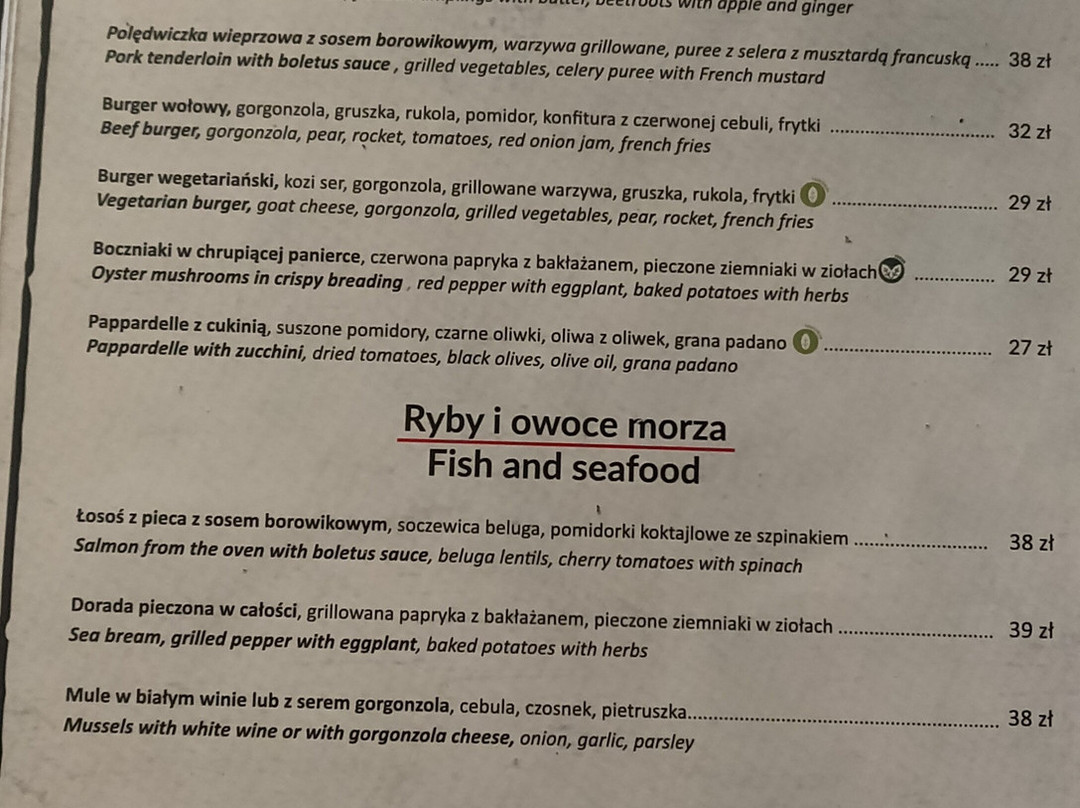 with butter, beetroots with apple and ginger
Polędwiczka wieprzowa z sosem borowikowym, warzywa grillowane, puree z selera z musztardą francuską ..... 38 zł
Pork tenderloin with boletus sauce , grilled vegetables, celery puree with French mustard
Burger wołowy, gorgonzola, gruszka, rukola, pomidor, konfitura z czerwonej cebuli, frytki ............................... 32 zł
Beef burger, gorgonzola, pear, rocket, tomatoes, red onion jam, french fries
Burger wegetariański, kozi ser, gorgonzola, grillowane warzywa, gruszka, rukola, frytki ............................... 29 zł
Vegetarian burger, goat cheese, gorgonzola, grilled vegetables, pear, rocket, french fries
Boczniaki w chrupiącej panierce, czerwona papryka z bakłażanem, pieczone ziemniaki w ziołach ............... 29 zł
Oyster mushrooms in crispy breading , red pepper with eggplant, baked potatoes with herbs
Pappardelle z cukinią, suszone pomidory, czarne oliwki, oliwa z oliwek, grana padano ............................... 27 zł
Pappardelle with zucchini, dried tomatoes, black olives, olive oil, grana padano
Ryby i owoce morza
Fish and seafood
Łosoś z pieca z sosem borowikowym, soczewica beluga, pomidorki koktajlowe ze szpinakiem ......................... 38 zł
Salmon from the oven with boletus sauce, beluga lentils, cherry tomatoes with spinach
Dorada pieczona w całości, grillowana papryka z bakłażanem, pieczone ziemniaki w ziołach ............................. 39 zł
Sea bream, grilled pepper with eggplant, baked potatoes with herbs
Mule w białym winie lub z serem gorgonzola, cebula, czosnek, pietruszka.......................................................... 38 zł
Mussels with white wine or with gorgonzola cheese, onion, garlic, parsley